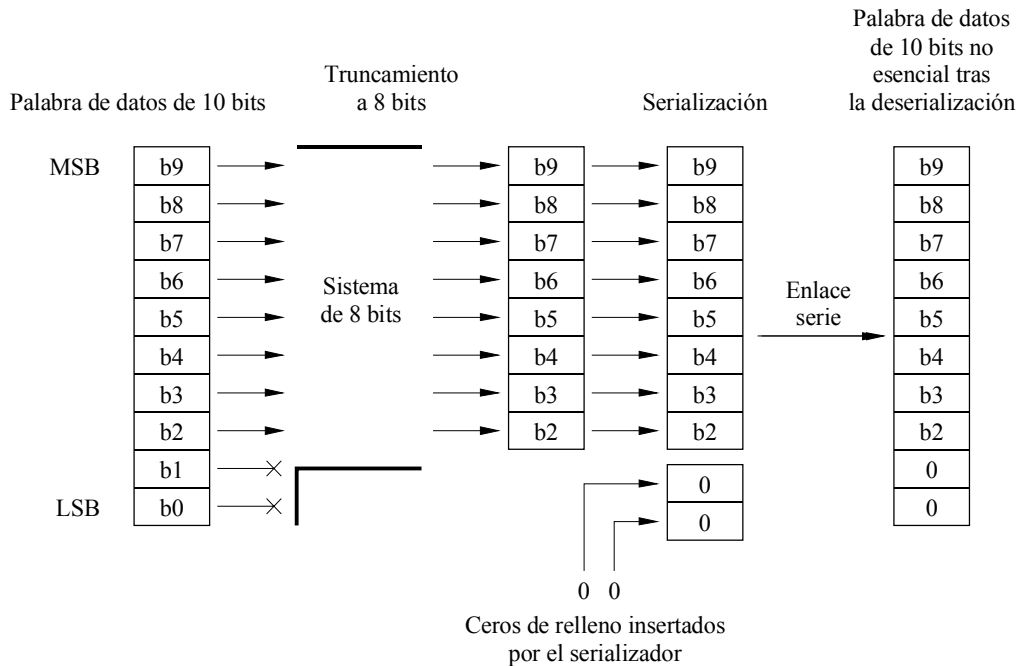 Palabra de datos
de 10 bits no
esencial tras
la deserialización
Truncamiento
a 8 bits
Palabra de datos de 10 bits
Serialización
MSB b9 b9 b9 b9
b8 b8 b8 b8
b7 b7 b7 b7
b6 b6 b6 b6
b5 b5 b5 b5
b4 b4 b4 b4
b3 b3 b3 b3
b2 b2 b2 b2
b1 0 0
LSB b0 0 0
Sistema
de 8 bits
Enlace
serie
0 0
Ceros de relleno insertados
por el serializador